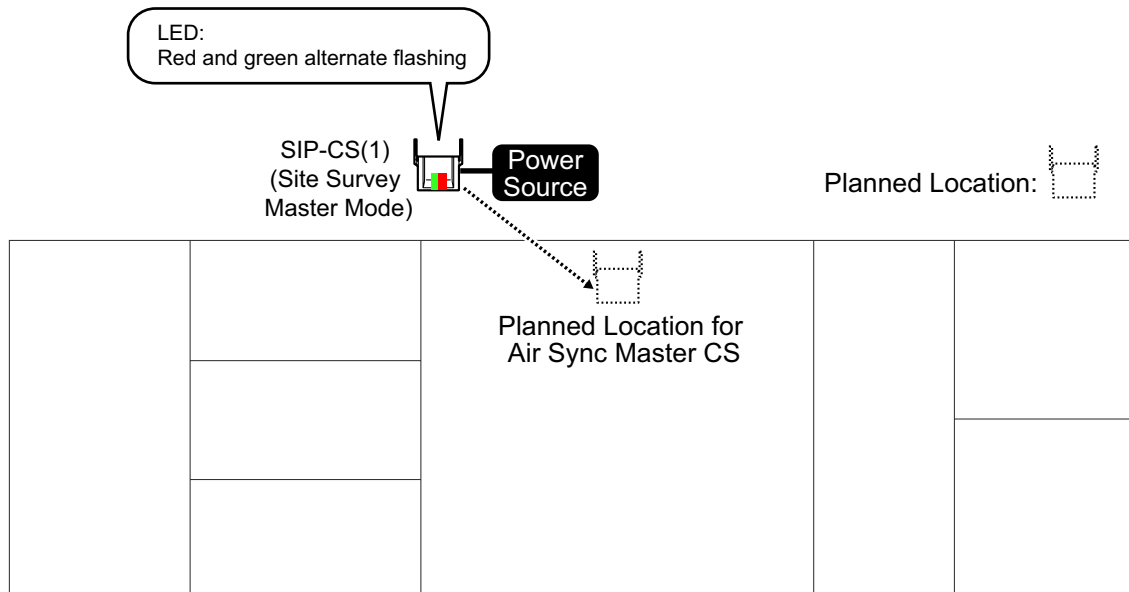 LED:
Red and green alternate flashing
SIP-CS(1)
(Site Survey
Master Mode)
Power
Source
Planned Location:
Planned Location for
Air Sync Master CS